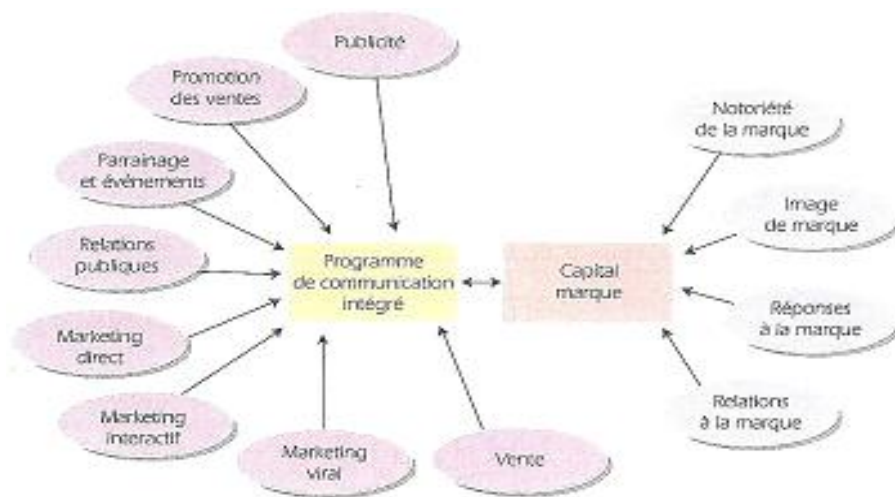 Publicité
Promotion
des ventes
Parrainage
et événements
Relations
publiques
Marketing
direct
Marketing
interactif
Marketing
viral
Vente
Programme
de communication
intégré
Capital
marque
Notoriété
de la marque
Image
de marque
Réponses
à la marque
Relations
à la marque